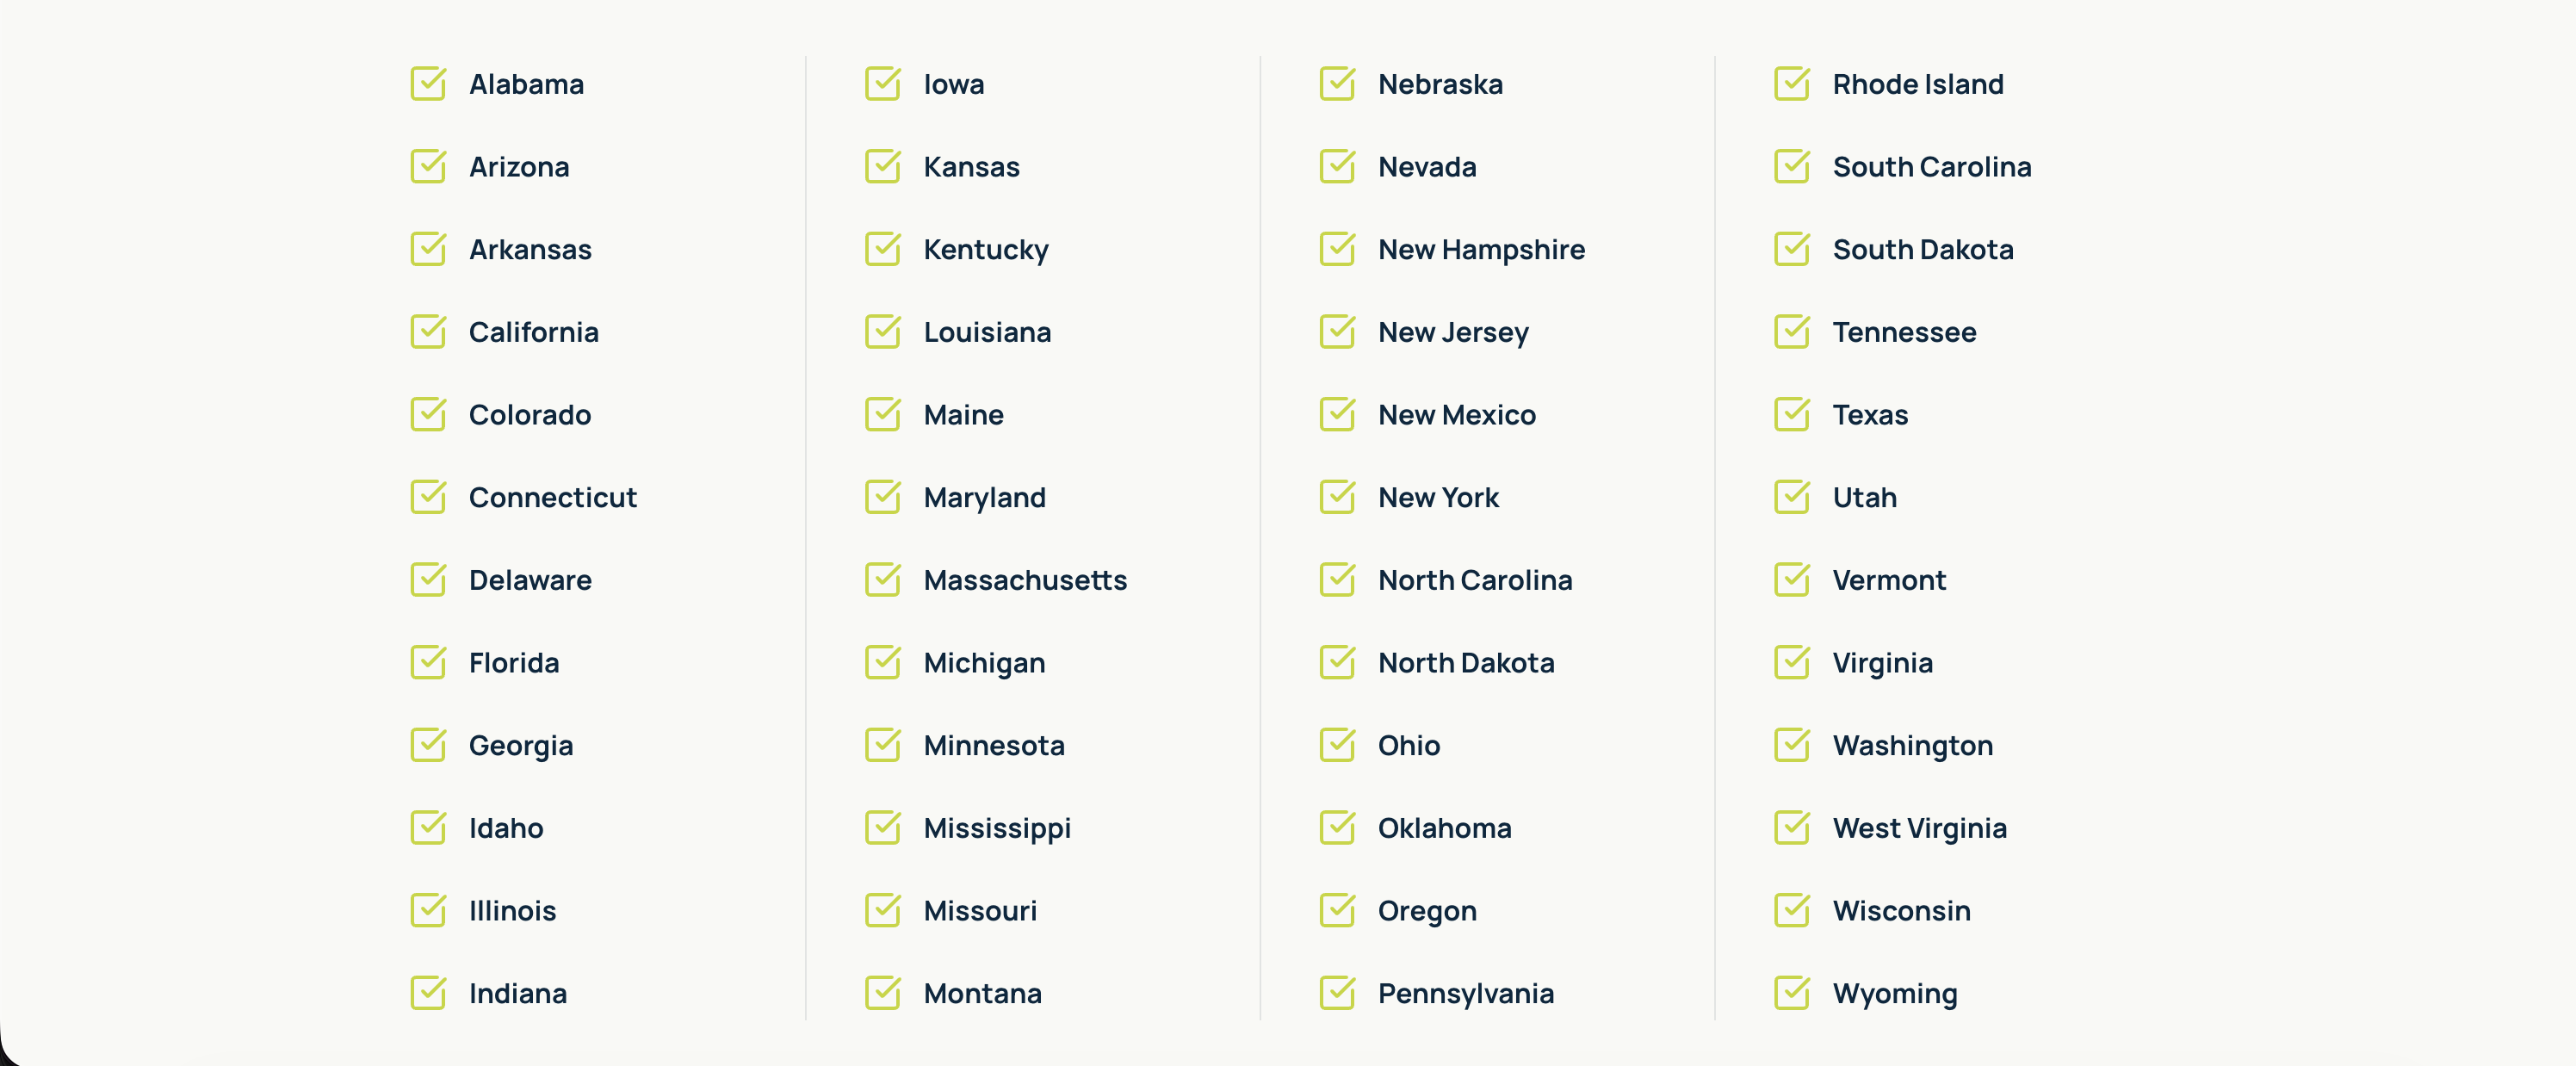 Alabama
Arizona
Arkansas
California
Colorado
Connecticut
Delaware
Florida
Georgia
Idaho
Illinois
Indiana
Iowa
Kansas
Kentucky
Louisiana
Maine
Maryland
Massachusetts
Michigan
Minnesota
Mississippi
Missouri
Montana
Nebraska
Nevada
New Hampshire
New Jersey
New Mexico
New York
North Carolina
North Dakota
Ohio
Oklahoma
Oregon
Pennsylvania
Rhode Island
South Carolina
South Dakota
Tennessee
Texas
Utah
Vermont
Virginia
Washington
West Virginia
Wisconsin
Wyoming